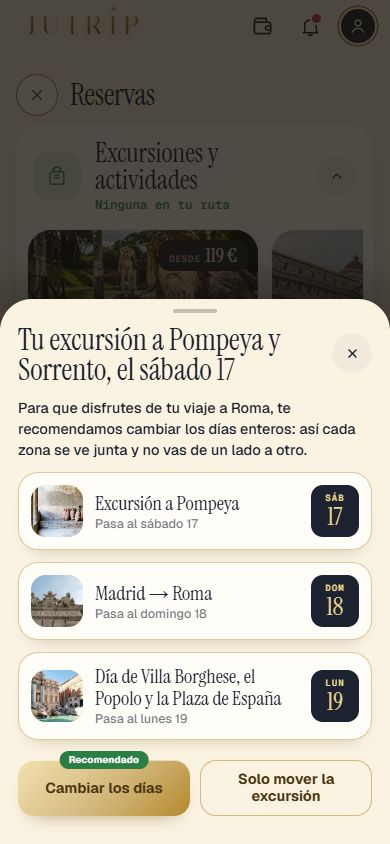 JUTRIP
Reservas
Excursiones y
actividades
Ninguna en tu ruta
DESDE 119 €
Tu excursión a Pompeya y
Sorrento, el sábado 17
Para que disfrutes de tu viaje a Roma, te
recomendamos cambiar los días enteros: así cada
zona se ve junta y no vas de un lado a otro.
Excursión a Pompeya
Pasa al sábado 17
SÁB
17
Madrid → Roma
Pasa al domingo 18
DOM
18
Día de Villa Borghese, el
Popolo y la Plaza de España
Pasa al lunes 19
LUN
19
Recomendado
Cambiar los días
Solo mover la
excursión